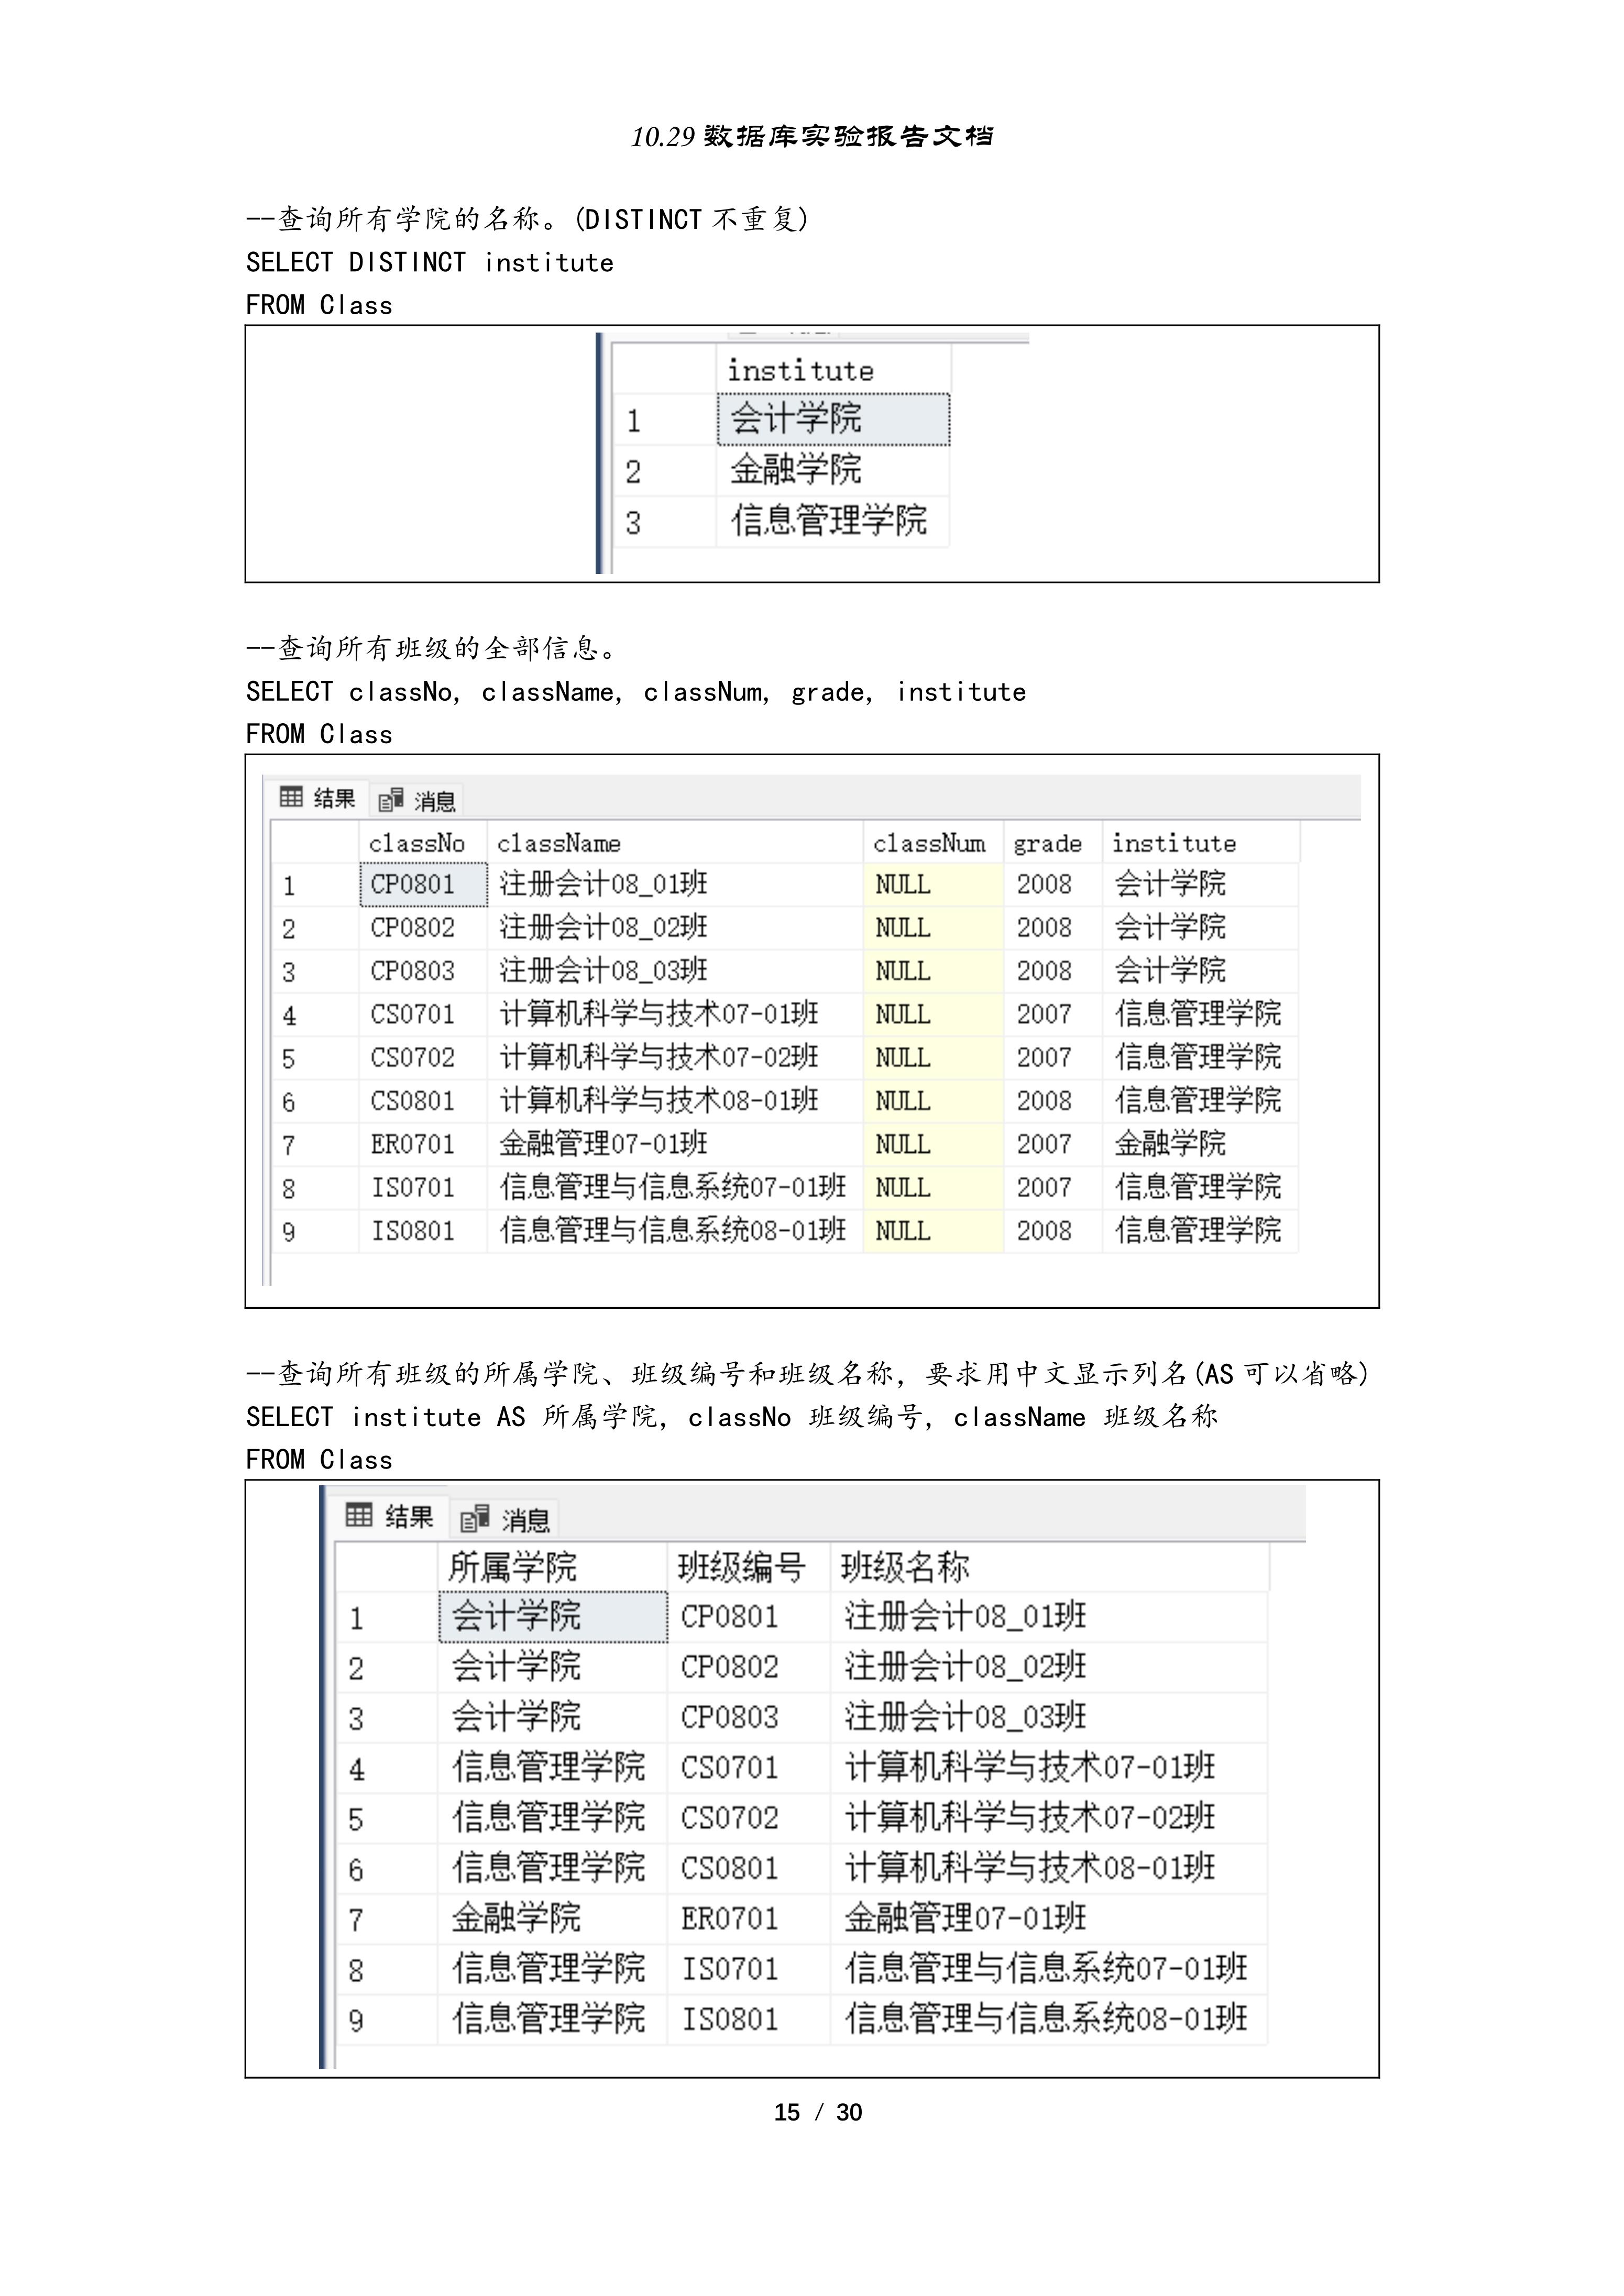 10.29 数据库实验报告文档
--查询所有学院的名称。(DISTINCT 不重复)
SELECT DISTINCT institute
FROM Class
institute
1 会计学院
2 金融学院
3 信息管理学院
--查询所有班级的全部信息。
SELECT classNo, className, classNum, grade, institute
FROM Class
结果 消息
classNo className classNum grade institute
1 CP0801 注册会计08_01班 NULL 2008 会计学院
2 CP0802 注册会计08_02班 NULL 2008 会计学院
3 CP0803 注册会计08_03班 NULL 2008 会计学院
4 CS0701 计算机科学与技术07-01班 NULL 2007 信息管理学院
5 CS0702 计算机科学与技术07-02班 NULL 2007 信息管理学院
6 CS0801 计算机科学与技术08-01班 NULL 2008 信息管理学院
7 ER0701 金融管理07-01班 NULL 2007 金融学院
8 IS0701 信息管理与信息系统07-01班 NULL 2007 信息管理学院
9 IS0801 信息管理与信息系统08-01班 NULL 2008 信息管理学院
--查询所有班级的所属学院、班级编号和班级名称，要求用中文显示列名(AS 可以省略)
SELECT institute AS 所属学院, classNo 班级编号, className 班级名称
FROM Class
结果 消息
所属学院 班级编号 班级名称
1 会计学院 CP0801 注册会计08_01班
2 会计学院 CP0802 注册会计08_02班
3 会计学院 CP0803 注册会计08_03班
4 信息管理学院 CS0701 计算机科学与技术07-01班
5 信息管理学院 CS0702 计算机科学与技术07-02班
6 信息管理学院 CS0801 计算机科学与技术08-01班
7 金融学院 ER0701 金融管理07-01班
8 信息管理学院 IS0701 信息管理与信息系统07-01班
9 信息管理学院 IS0801 信息管理与信息系统08-01班
15 / 30